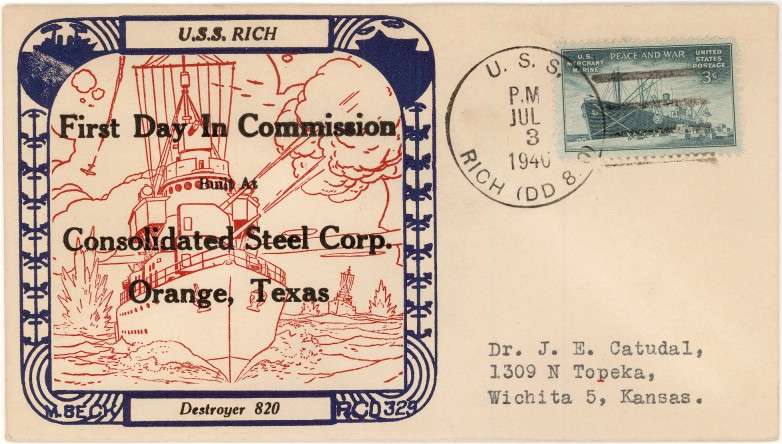 U.S.S. RICH
First Day In Commission
Built At
Consolidated Steel Corp.
Orange, Texas
M. BECK
Destroyer 820
RCD 329
U. S. S.
P.M
JUL
3
1946
RICH (DD 820)
U.S.
MERCHANT
MARINE
PEACE AND WAR
UNITED
STATES
POSTAGE
3¢
Dr. J. E. Catudal,
1309 N Topeka,
Wichita 5, Kansas.